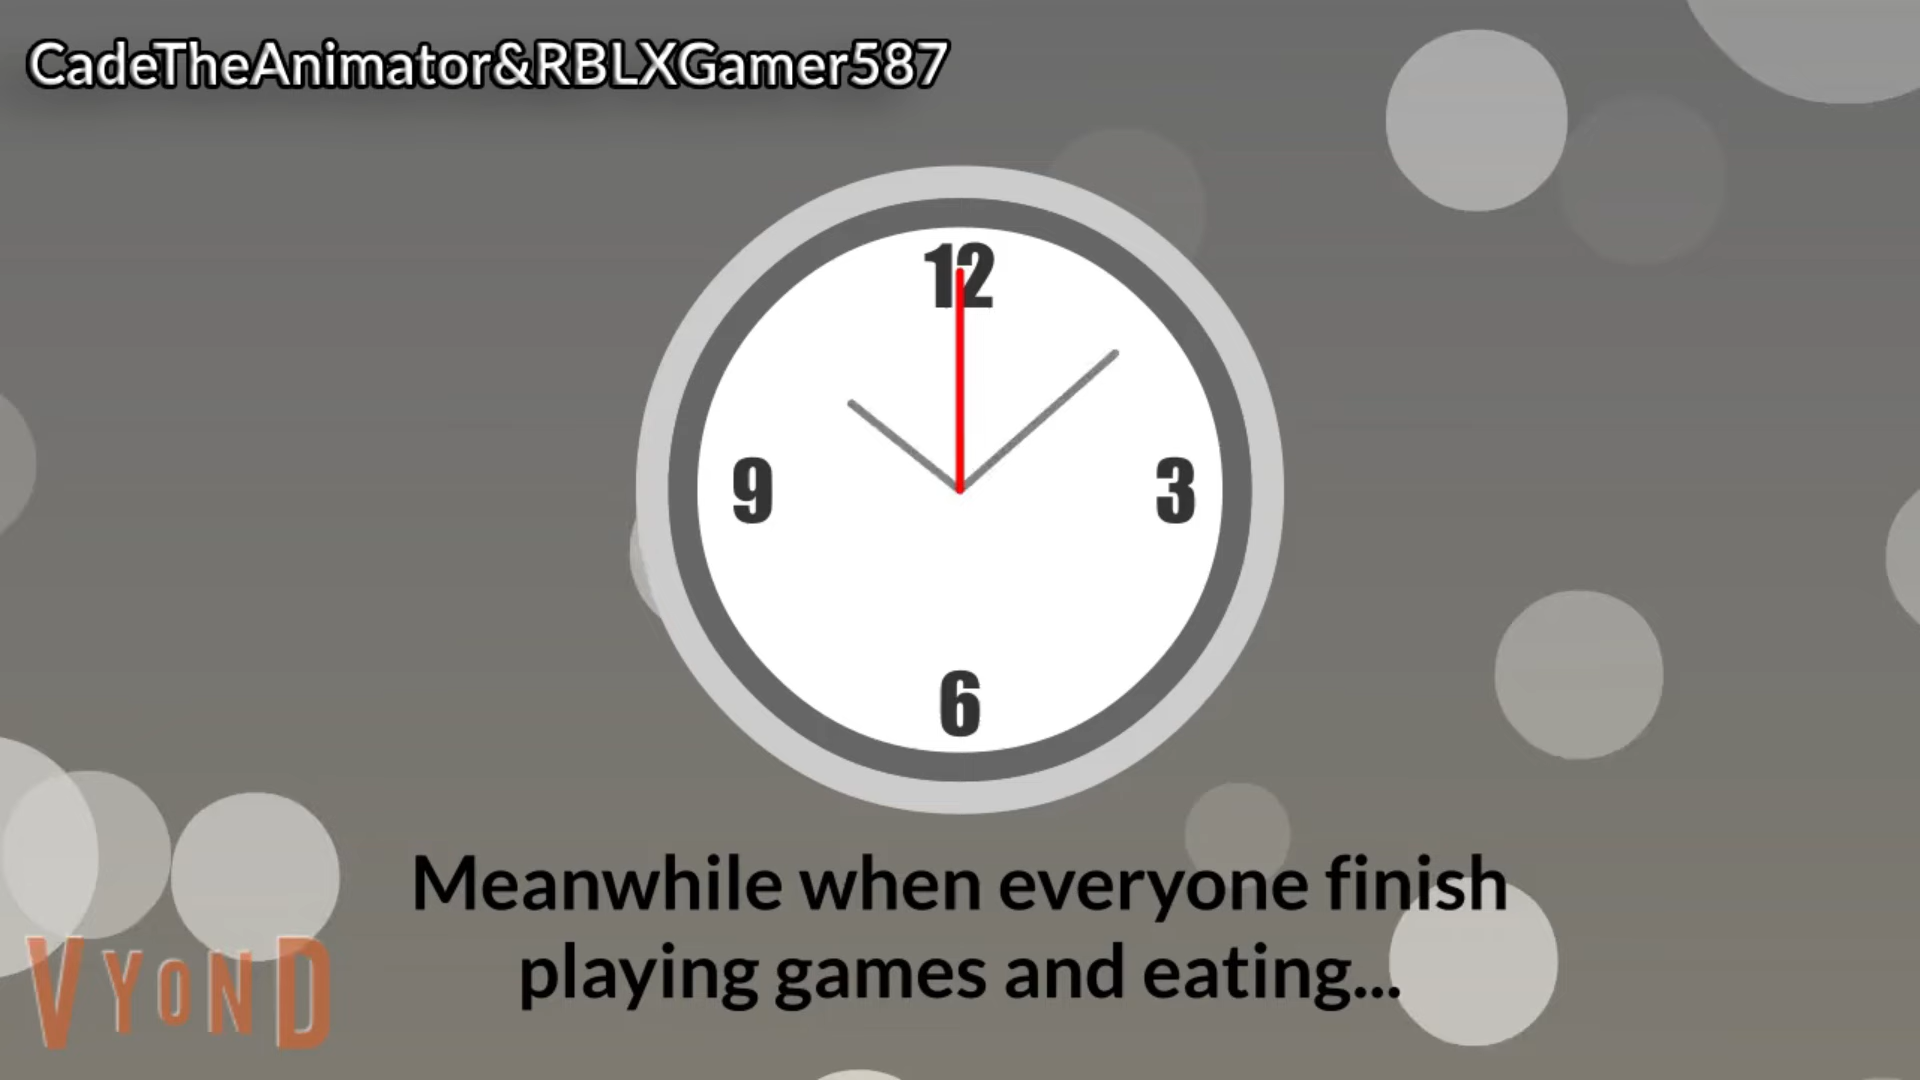 CadeTheAnimator&RBLXGamer587
12
9 3
6
Meanwhile when everyone finish
playing games and eating...
VYOND